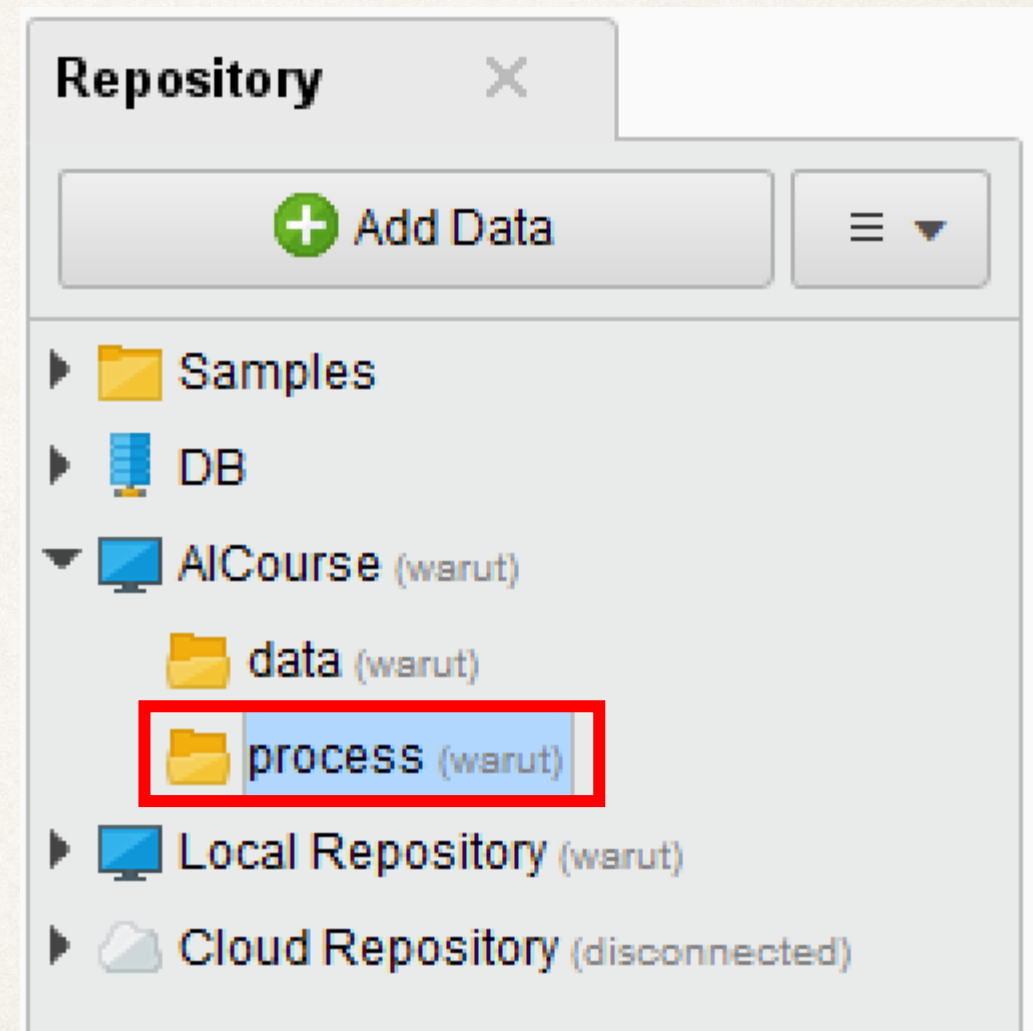 Repository
Add Data
Samples
DB
AICourse (warut)
data (warut)
process (warut)
Local Repository (warut)
Cloud Repository (disconnected)